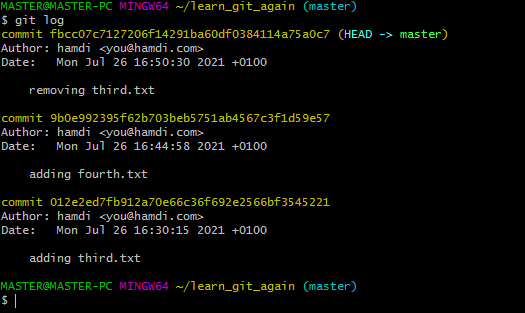 MASTER@MASTER-PC MINGW64 ~/learn_git_again (master)
$ git log
commit fbcc07c7127206f14291ba60df0384114a75a0c7 (HEAD -> master)
Author: hamdi <you@hamdi.com>
Date:   Mon Jul 26 16:50:30 2021 +0100

    removing third.txt

commit 9b0e992395f62b703beb5751ab4567c3f1d59e57
Author: hamdi <you@hamdi.com>
Date:   Mon Jul 26 16:44:58 2021 +0100

    adding fourth.txt

commit 012e2ed7fb912a70e66c36f692e2566bf3545221
Author: hamdi <you@hamdi.com>
Date:   Mon Jul 26 16:30:15 2021 +0100

    adding third.txt

MASTER@MASTER-PC MINGW64 ~/learn_git_again (master)
$